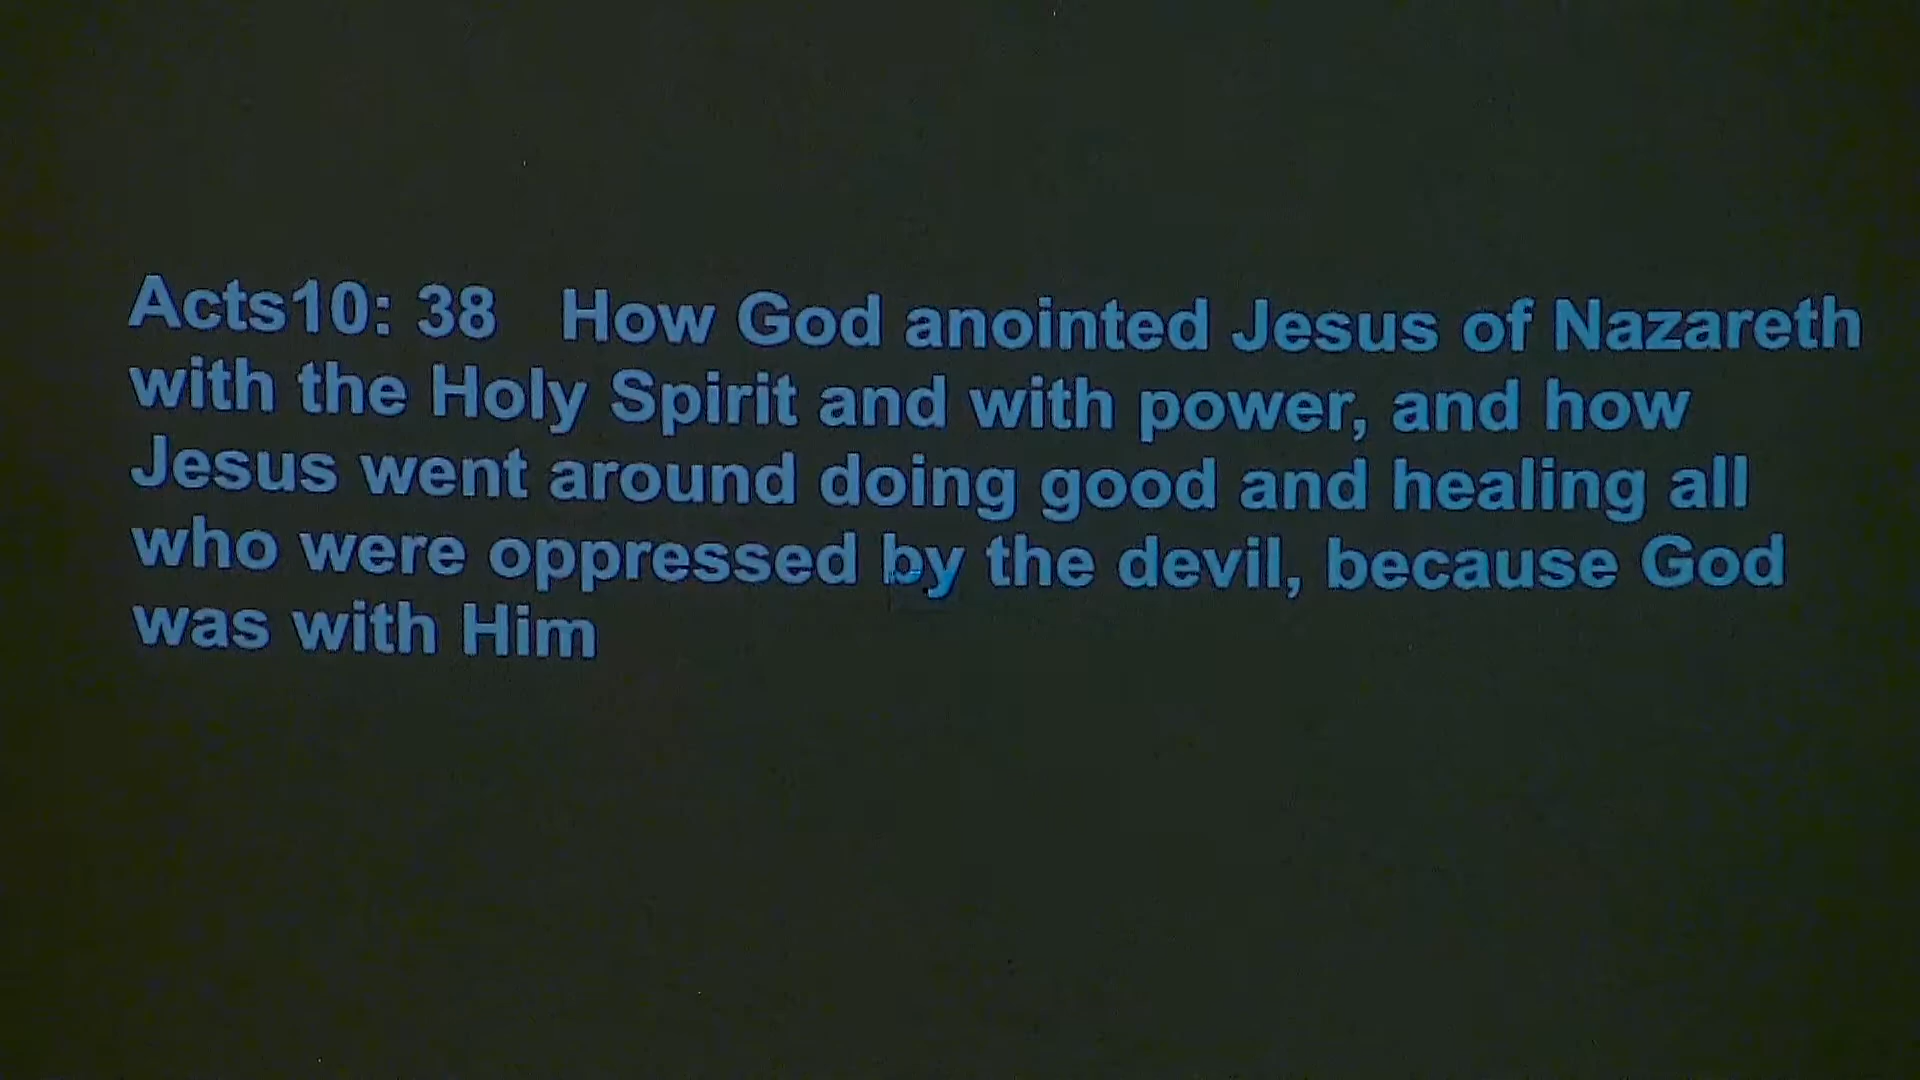 Acts10: 38 How God anointed Jesus of Nazareth
with the Holy Spirit and with power, and how
Jesus went around doing good and healing all
who were oppressed by the devil, because God
was with Him